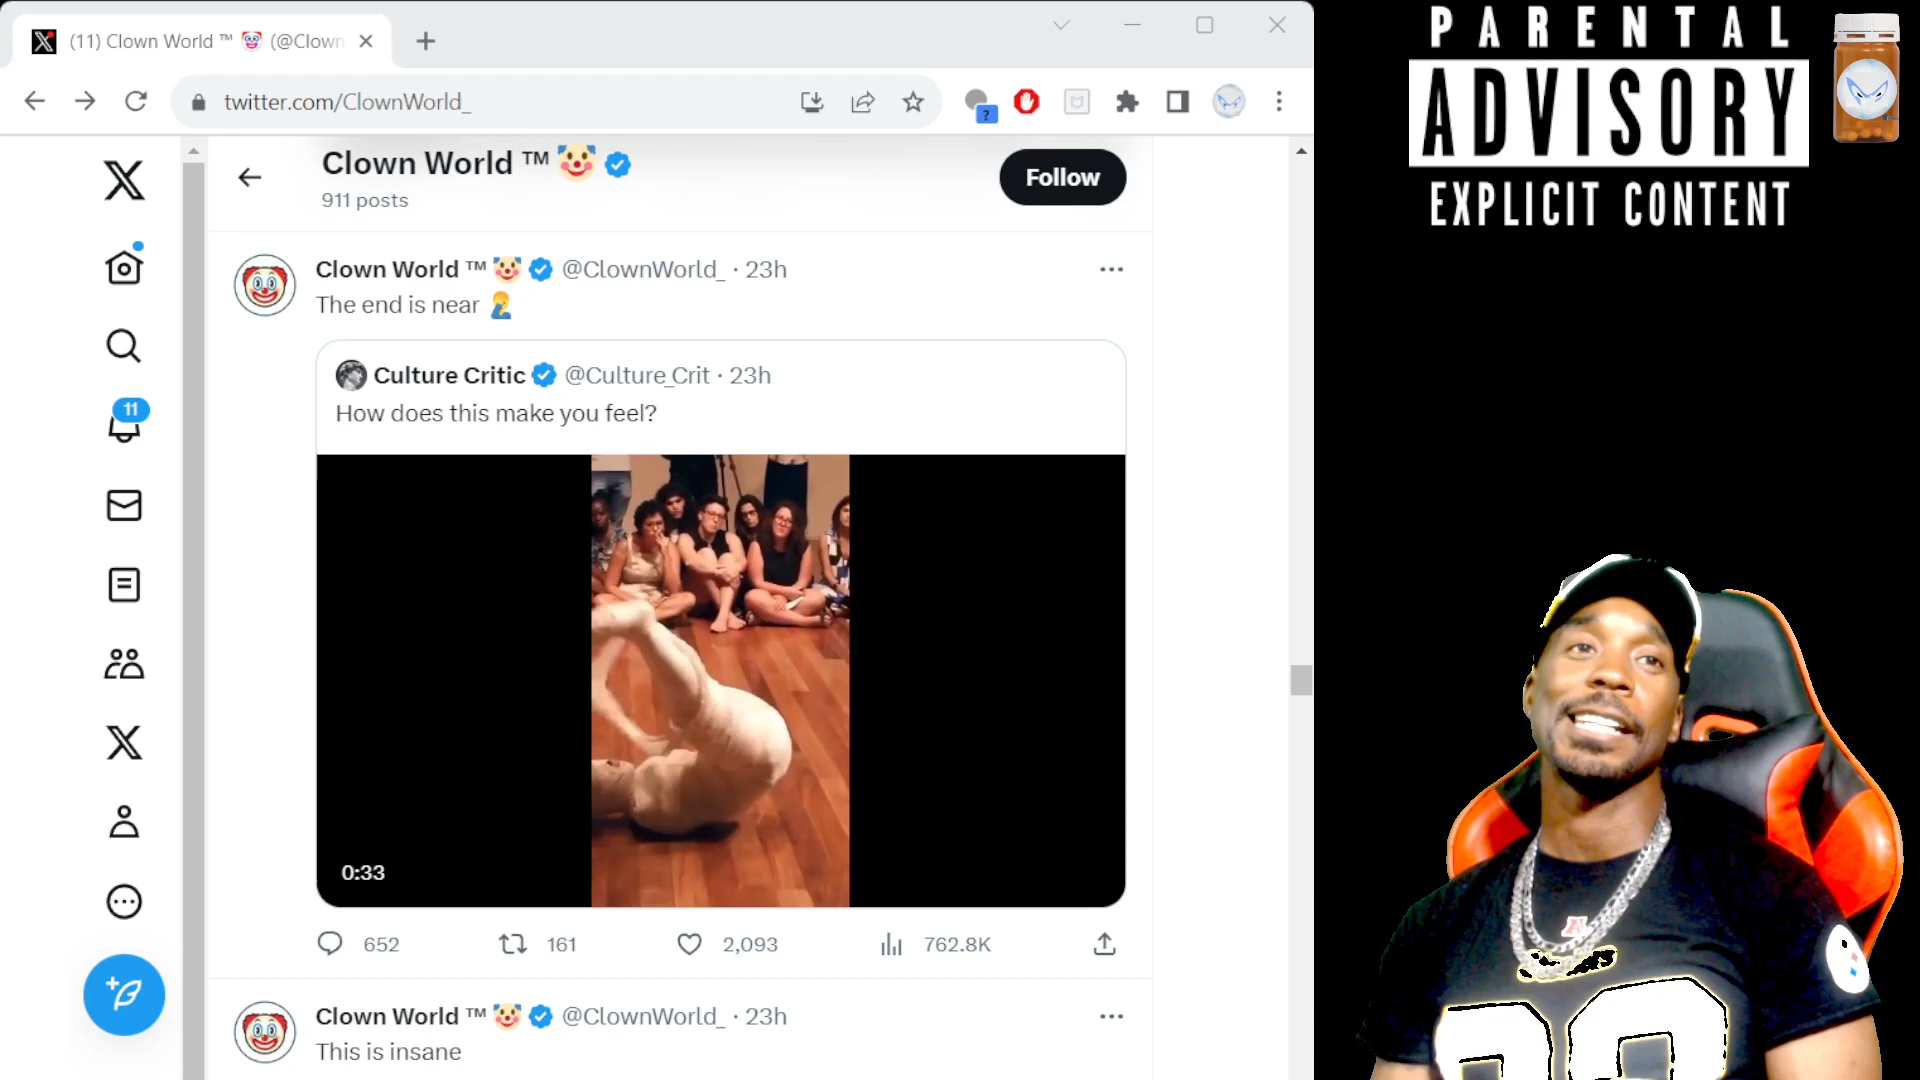 (11) Clown World ™ 🤡 (@Clown
twitter.com/ClownWorld_
?
Clown World ™ 🤡
911 posts
Follow
Clown World ™ 🤡 @ClownWorld_ · 23h
The end is near 🤦‍♂️
Culture Critic @Culture_Crit · 23h
How does this make you feel?
0:33
652 161 2,093 762.8K
Clown World ™ 🤡 @ClownWorld_ · 23h
This is insane
11
PARENTAL
ADVISORY
EXPLICIT CONTENT